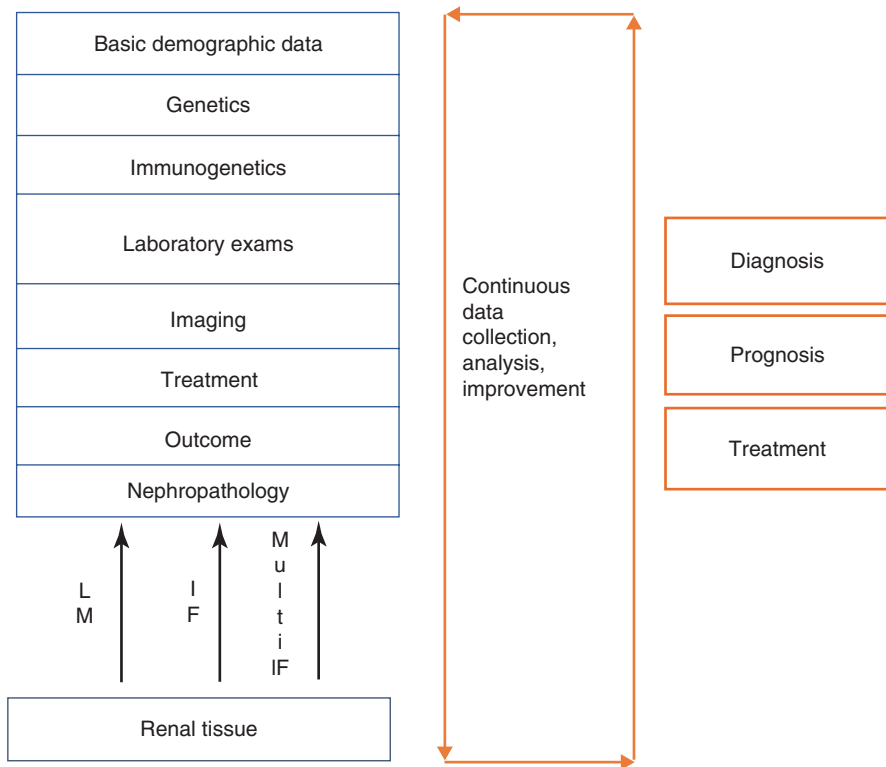 Basic demographic data
Genetics
Immunogenetics
Laboratory exams
Imaging
Treatment
Outcome
Nephropathology
L
M
I
F
M
u
l
t
i
IF
Renal tissue
Continuous
data
collection,
analysis,
improvement
Diagnosis
Prognosis
Treatment